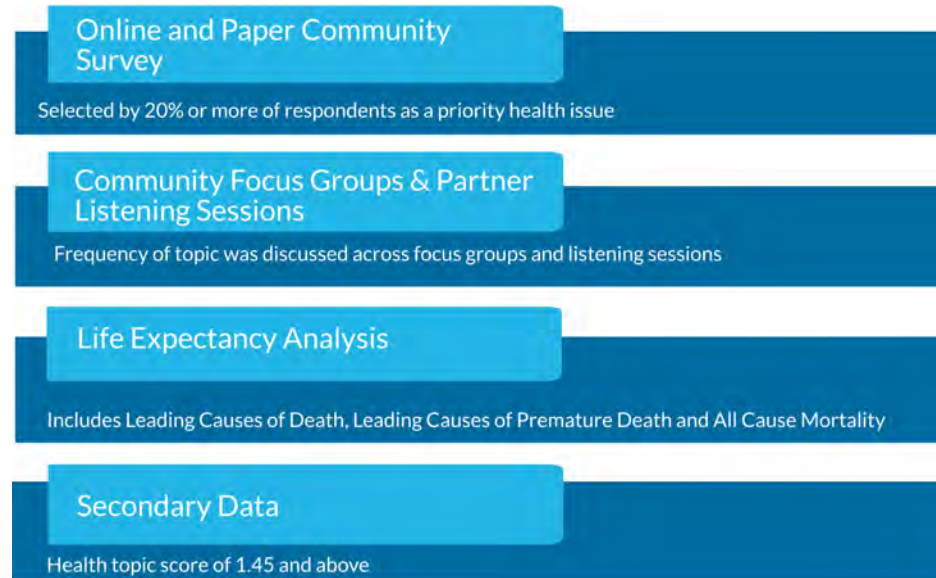 Online and Paper Community
Survey
Selected by 20% or more of respondents as a priority health issue
Community Focus Groups & Partner
Listening Sessions
Frequency of topic was discussed across focus groups and listening sessions
Life Expectancy Analysis
Includes Leading Causes of Death, Leading Causes of Premature Death and All Cause Mortality
Secondary Data
Health topic score of 1.45 and above